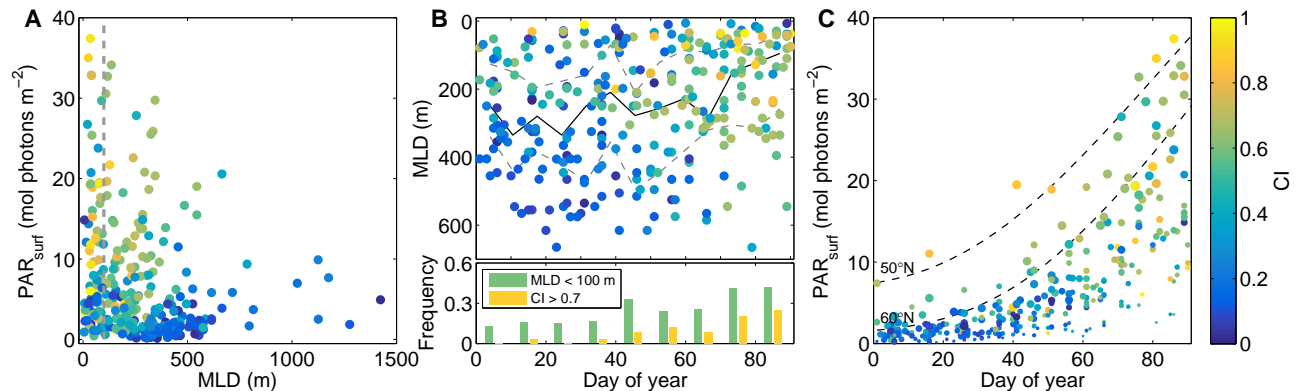 A
PAR_surf (mol photons m⁻²)
40
30
20
10
0
0
500
1000
1500
MLD (m)
B
MLD (m)
0
200
400
600
Frequency
0.6
0.3
0
MLD < 100 m
CI > 0.7
0
20
40
60
80
Day of year
C
PAR_surf (mol photons m⁻²)
40
30
20
10
0
50°N
60°N
0
20
40
60
80
Day of year
1
0.8
0.6
0.4
0.2
0
CI